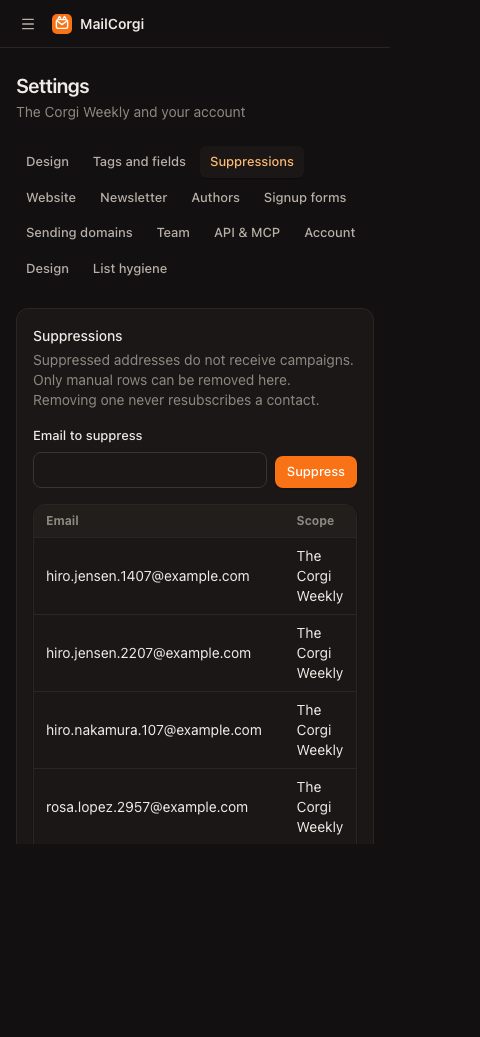 MailCorgi
Settings
The Corgi Weekly and your account
Design Tags and fields Suppressions
Website Newsletter Authors Signup forms
Sending domains Team API & MCP Account
Design List hygiene
Suppressions
Suppressed addresses do not receive campaigns.
Only manual rows can be removed here.
Removing one never resubscribes a contact.
Email to suppress
Suppress
Email Scope
hiro.jensen.1407@example.com The
Corgi
Weekly
hiro.jensen.2207@example.com The
Corgi
Weekly
hiro.nakamura.107@example.com The
Corgi
Weekly
rosa.lopez.2957@example.com The
Corgi
Weekly